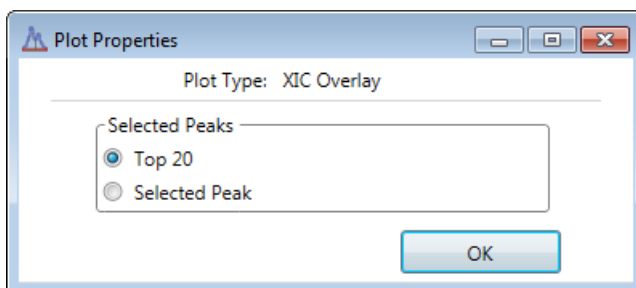 Plot Properties
Plot Type: XIC Overlay
Selected Peaks
Top 20
Selected Peak
OK